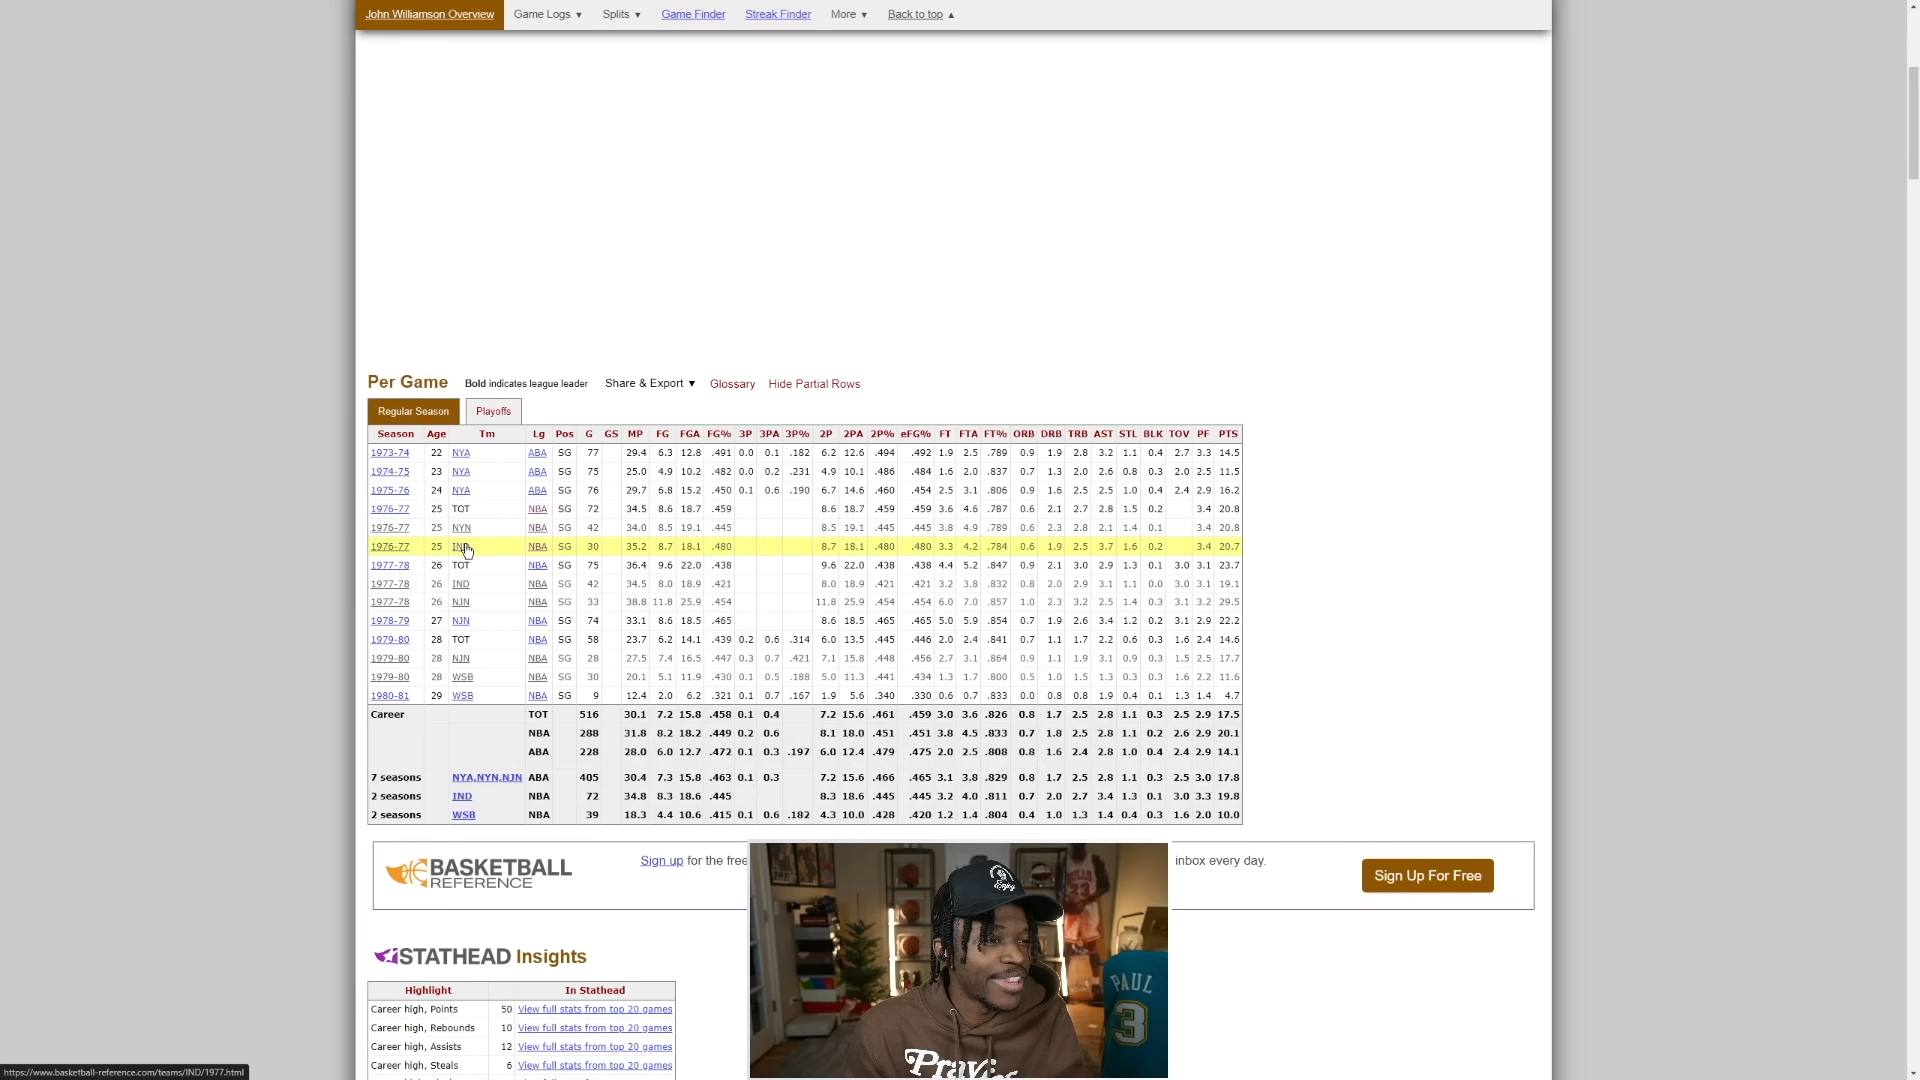 John Williamson Overview Game Logs ▼ Splits ▼ Game Finder Streak Finder More ▼ Back to top ▲
Per Game Bold indicates league leader Share & Export ▼ Glossary Hide Partial Rows
Regular Season Playoffs
Season Age Tm Lg Pos G GS MP FG FGA FG% 3P 3PA 3P% 2P 2PA 2P% eFG% FT FTA FT% ORB DRB TRB AST STL BLK TOV PF PTS
1973-74 22 NYA ABA SG 77 29.4 6.3 12.8 .491 0.0 0.1 .182 6.2 12.6 .494 .492 1.9 2.5 .789 0.9 1.9 2.8 3.2 1.1 0.4 2.7 3.3 14.5
1974-75 23 NYA ABA SG 75 25.0 4.9 10.2 .482 0.0 0.2 .231 4.9 10.1 .486 .484 1.6 2.0 .837 0.7 1.3 2.0 2.6 0.8 0.3 2.0 2.5 11.5
1975-76 24 NYA ABA SG 76 29.7 6.8 15.2 .450 0.1 0.6 .190 6.7 14.6 .460 .454 2.5 3.1 .806 0.9 1.6 2.5 2.5 1.0 0.4 2.4 2.9 16.2
1976-77 25 TOT NBA SG 72 34.5 8.6 18.7 .459 8.6 18.7 .459 .459 3.6 4.6 .787 0.6 2.1 2.7 2.8 1.5 0.2 3.4 20.8
1976-77 25 NYN NBA SG 42 34.0 8.5 19.1 .445 8.5 19.1 .445 .445 3.8 4.9 .789 0.6 2.3 2.8 2.1 1.4 0.1 3.4 20.8
1976-77 25 IND NBA SG 30 35.2 8.7 18.1 .480 8.7 18.1 .480 .480 3.3 4.2 .784 0.6 1.9 2.5 3.7 1.6 0.2 3.4 20.7
1977-78 26 TOT NBA SG 75 36.4 9.6 22.0 .438 9.6 22.0 .438 .438 4.4 5.2 .847 0.9 2.1 3.0 2.9 1.3 0.1 3.0 3.1 23.7
1977-78 26 IND NBA SG 42 34.5 8.0 18.9 .421 8.0 18.9 .421 .421 3.2 3.8 .832 0.8 2.0 2.9 3.1 1.1 0.0 3.0 3.1 19.1
1977-78 26 NJN NBA SG 33 38.8 11.8 25.9 .454 11.8 25.9 .454 .454 6.0 7.0 .857 1.0 2.3 3.2 2.5 1.4 0.3 3.1 3.2 29.5
1978-79 27 NJN NBA SG 74 33.1 8.6 18.5 .465 8.6 18.5 .465 .465 5.0 5.9 .854 0.7 1.9 2.6 3.4 1.2 0.2 3.1 2.9 22.2
1979-80 28 TOT NBA SG 58 23.7 6.2 14.1 .439 0.2 0.6 .314 6.0 13.5 .445 .446 2.0 2.4 .841 0.7 1.1 1.7 2.2 0.6 0.3 1.6 2.4 14.6
1979-80 28 NJN NBA SG 28 27.5 7.4 16.5 .447 0.3 0.7 .421 7.1 15.8 .448 .456 2.7 3.1 .864 0.9 1.1 1.9 3.1 0.9 0.3 1.5 2.5 17.7
1979-80 28 WSB NBA SG 30 20.1 5.1 11.9 .430 0.1 0.5 .188 5.0 11.3 .441 .434 1.3 1.7 .800 0.5 1.0 1.5 1.3 0.3 0.3 1.6 2.2 11.6
1980-81 29 WSB NBA SG 9 12.4 2.0 6.2 .321 0.1 0.7 .167 1.9 5.6 .340 .330 0.6 0.7 .833 0.0 0.8 0.8 1.9 0.4 0.1 1.3 1.4 4.7
Career TOT 516 30.1 7.2 15.8 .458 0.1 0.4 7.2 15.6 .461 .459 3.0 3.6 .826 0.8 1.7 2.5 2.8 1.1 0.3 2.5 2.9 17.5
NBA 288 31.8 8.2 18.2 .449 0.2 0.6 8.1 18.0 .451 .451 3.8 4.5 .833 0.7 1.8 2.5 2.8 1.1 0.2 2.6 2.9 20.1
ABA 228 28.0 6.0 12.7 .472 0.1 0.3 .197 6.0 12.4 .479 .475 2.0 2.5 .808 0.8 1.6 2.4 2.8 1.0 0.4 2.4 2.9 14.1
7 seasons NYA,NYN,NJN ABA 405 30.4 7.3 15.8 .463 0.1 0.3 7.2 15.6 .466 .465 3.1 3.8 .829 0.8 1.7 2.5 2.8 1.1 0.3 2.5 3.0 17.8
2 seasons IND NBA 72 34.8 8.3 18.6 .445 8.3 18.6 .445 .445 3.2 4.0 .811 0.7 2.0 2.7 3.4 1.3 0.1 3.0 3.3 19.8
2 seasons WSB NBA 39 18.3 4.4 10.6 .415 0.1 0.6 .182 4.3 10.0 .428 .420 1.2 1.4 .804 0.4 1.0 1.3 1.4 0.4 0.3 1.6 2.0 10.0
BASKETBALL
REFERENCE
Sign up for the free inbox every day.
Sign Up For Free
STATHEAD Insights
Highlight In Stathead
Career high, Points 50 View full stats from top 20 games
Career high, Rebounds 10 View full stats from top 20 games
Career high, Assists 12 View full stats from top 20 games
Career high, Steals 6 View full stats from top 20 games
Enjoy
BULLS
23
PAUL
3
https://www.basketball-reference.com/teams/IND/1977.html